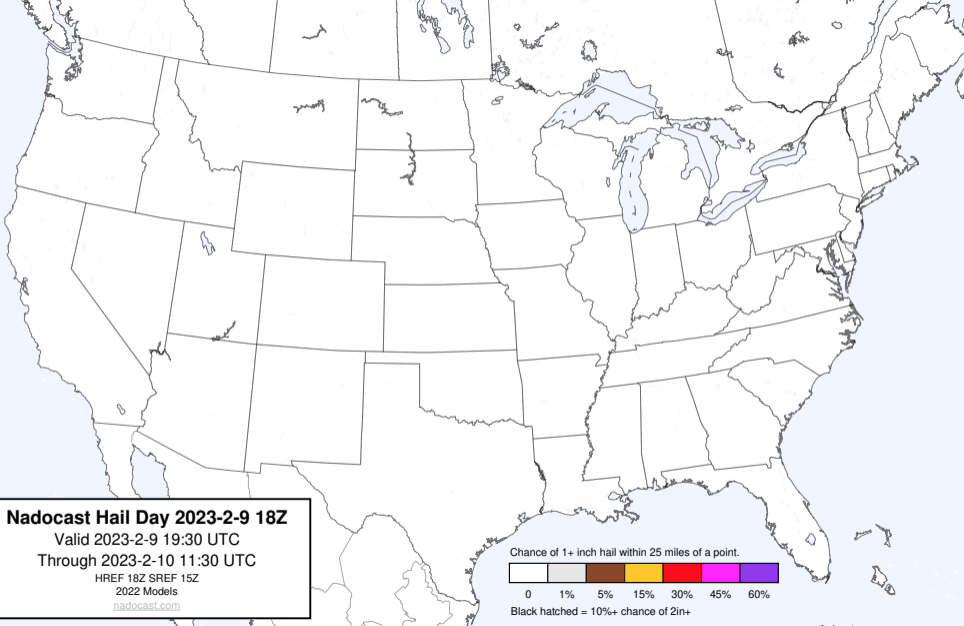 Nadocast Hail Day 2023-2-9 18Z
Valid 2023-2-9 19:30 UTC
Through 2023-2-10 11:30 UTC
HREF 18Z SREF 15Z
2022 Models
nadocast.com
Chance of 1+ inch hail within 25 miles of a point.
0 1% 5% 15% 30% 45% 60%
Black hatched = 10%+ chance of 2in+